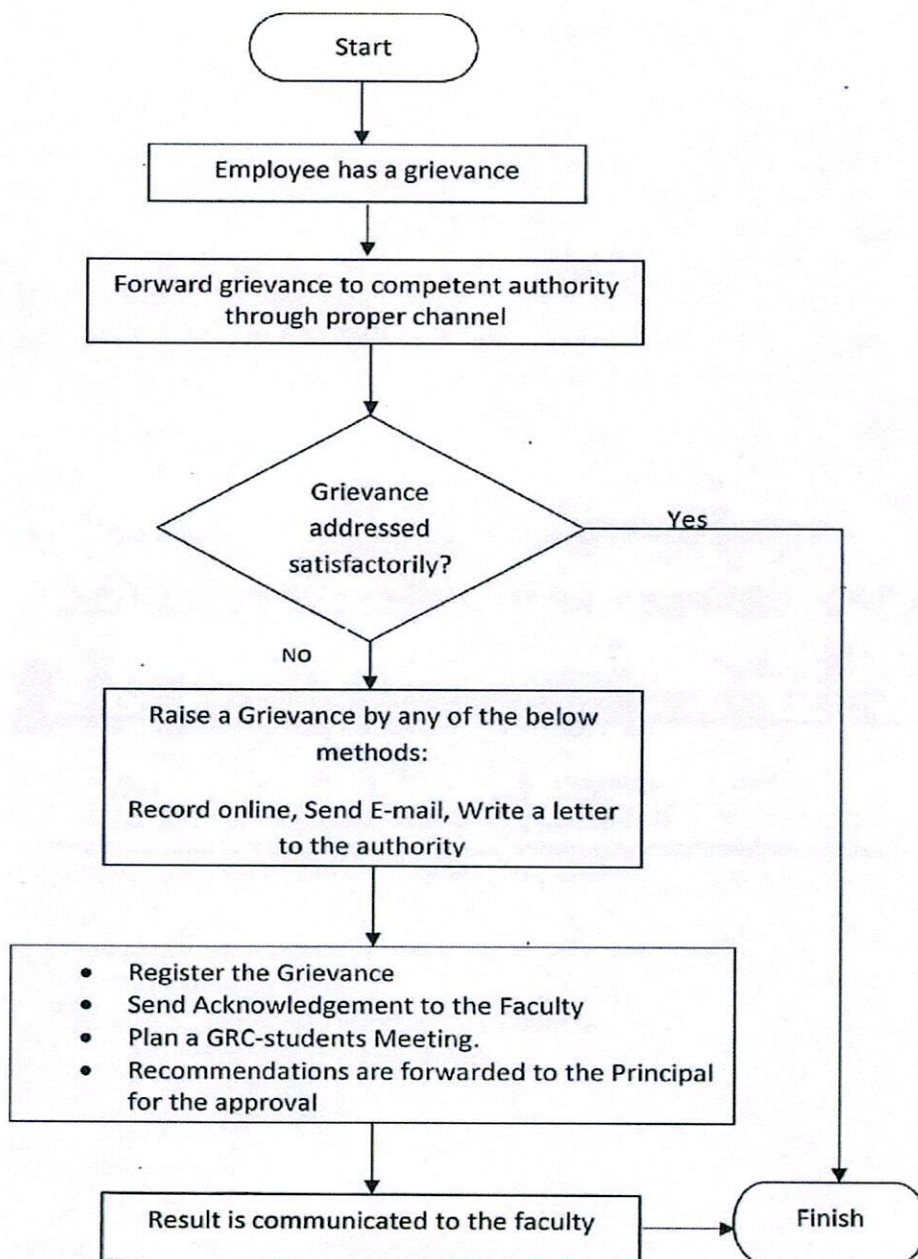 Start
Employee has a grievance
Forward grievance to competent authority
through proper channel
Grievance
addressed
satisfactorily?
Yes
NO
Raise a Grievance by any of the below
methods:
Record online, Send E-mail, Write a letter
to the authority
• Register the Grievance
• Send Acknowledgement to the Faculty
• Plan a GRC-students Meeting.
• Recommendations are forwarded to the Principal
for the approval
Result is communicated to the faculty
Finish